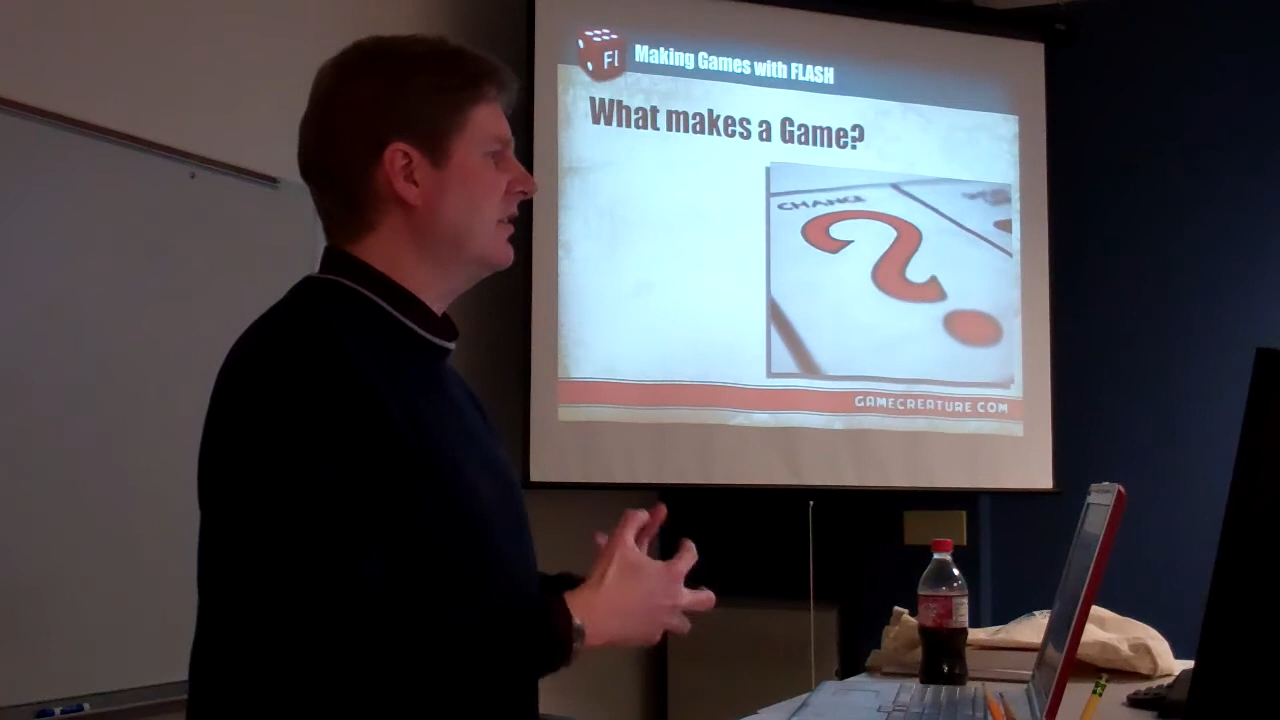 Fl
Making Games with FLASH
What makes a Game?
CHANCE
GAMECREATURE.COM